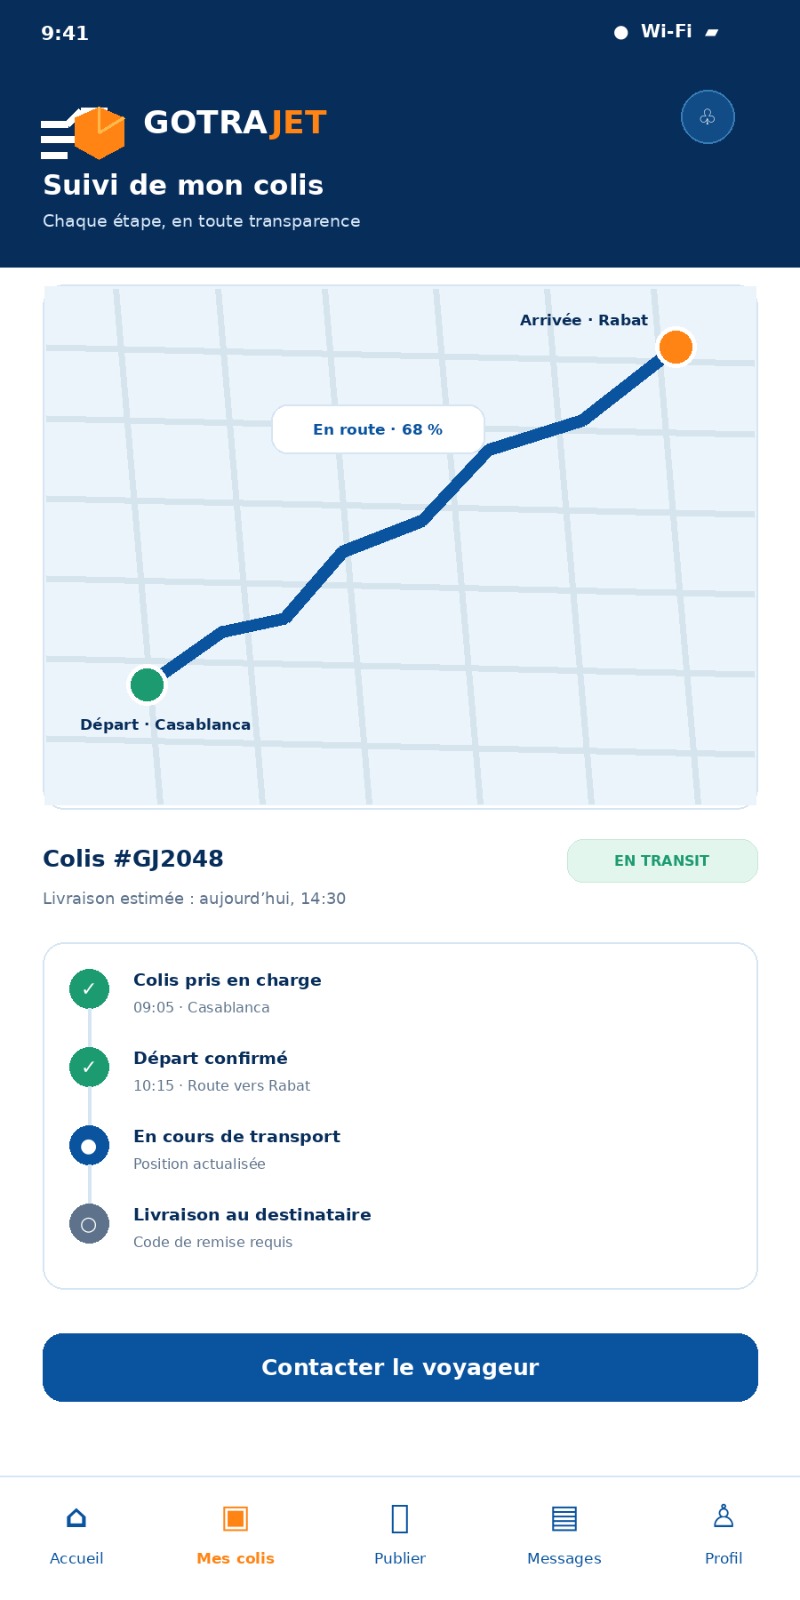 9:41
Wi-Fi
GOTRAJET
Suivi de mon colis
Chaque étape, en toute transparence
Arrivée · Rabat
En route · 68 %
Départ · Casablanca
Colis #GJ2048
EN TRANSIT
Livraison estimée : aujourd’hui, 14:30
Colis pris en charge
09:05 · Casablanca
Départ confirmé
10:15 · Route vers Rabat
En cours de transport
Position actualisée
Livraison au destinataire
Code de remise requis
Contacter le voyageur
Accueil
Mes colis
Publier
Messages
Profil